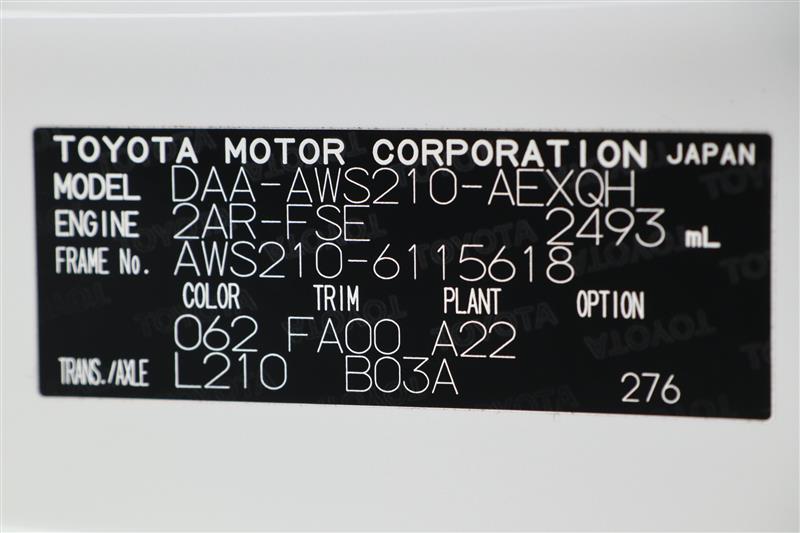 TOYOTA MOTOR CORPORATION JAPAN
MODEL DAA-AWS210-AEXQH
ENGINE 2AR-FSE 2493 mL
FRAME No. AWS210-6115618
COLOR TRIM PLANT OPTION
062 FA00 A22
TRANS./AXLE L210 B03A 276